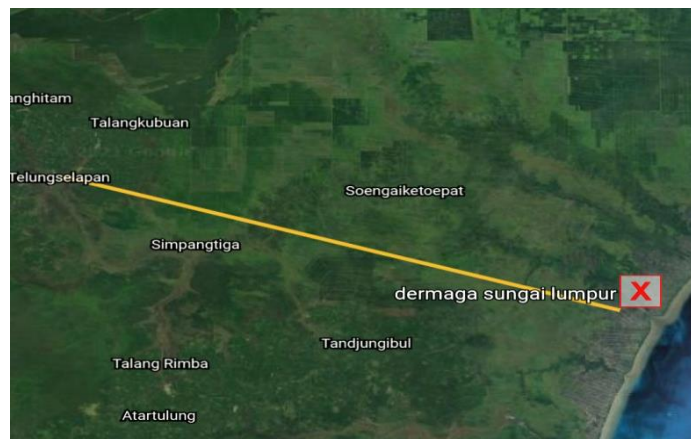 anghitam
Talangkubuan
Telungselapan
Soengaiketoepat
Simpangtiga
dermaga sungai lumpur X
Tandjungibul
Talang Rimba
Atartulung